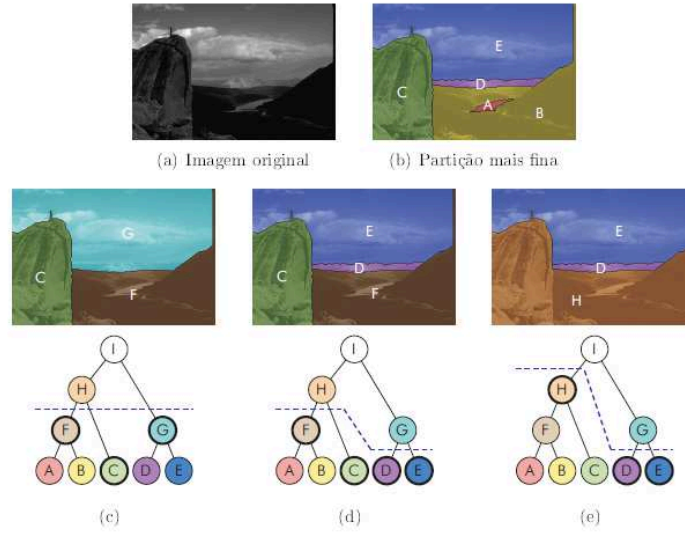 E
D
C
A
B
(a) Imagem original
(b) Partição mais fina
G
C
F
E
C
D
F
E
D
H
I
H
F
G
A B C D E
(c)
I
H
F
G
A B C D E
(d)
I
H
F
G
A B C D E
(e)